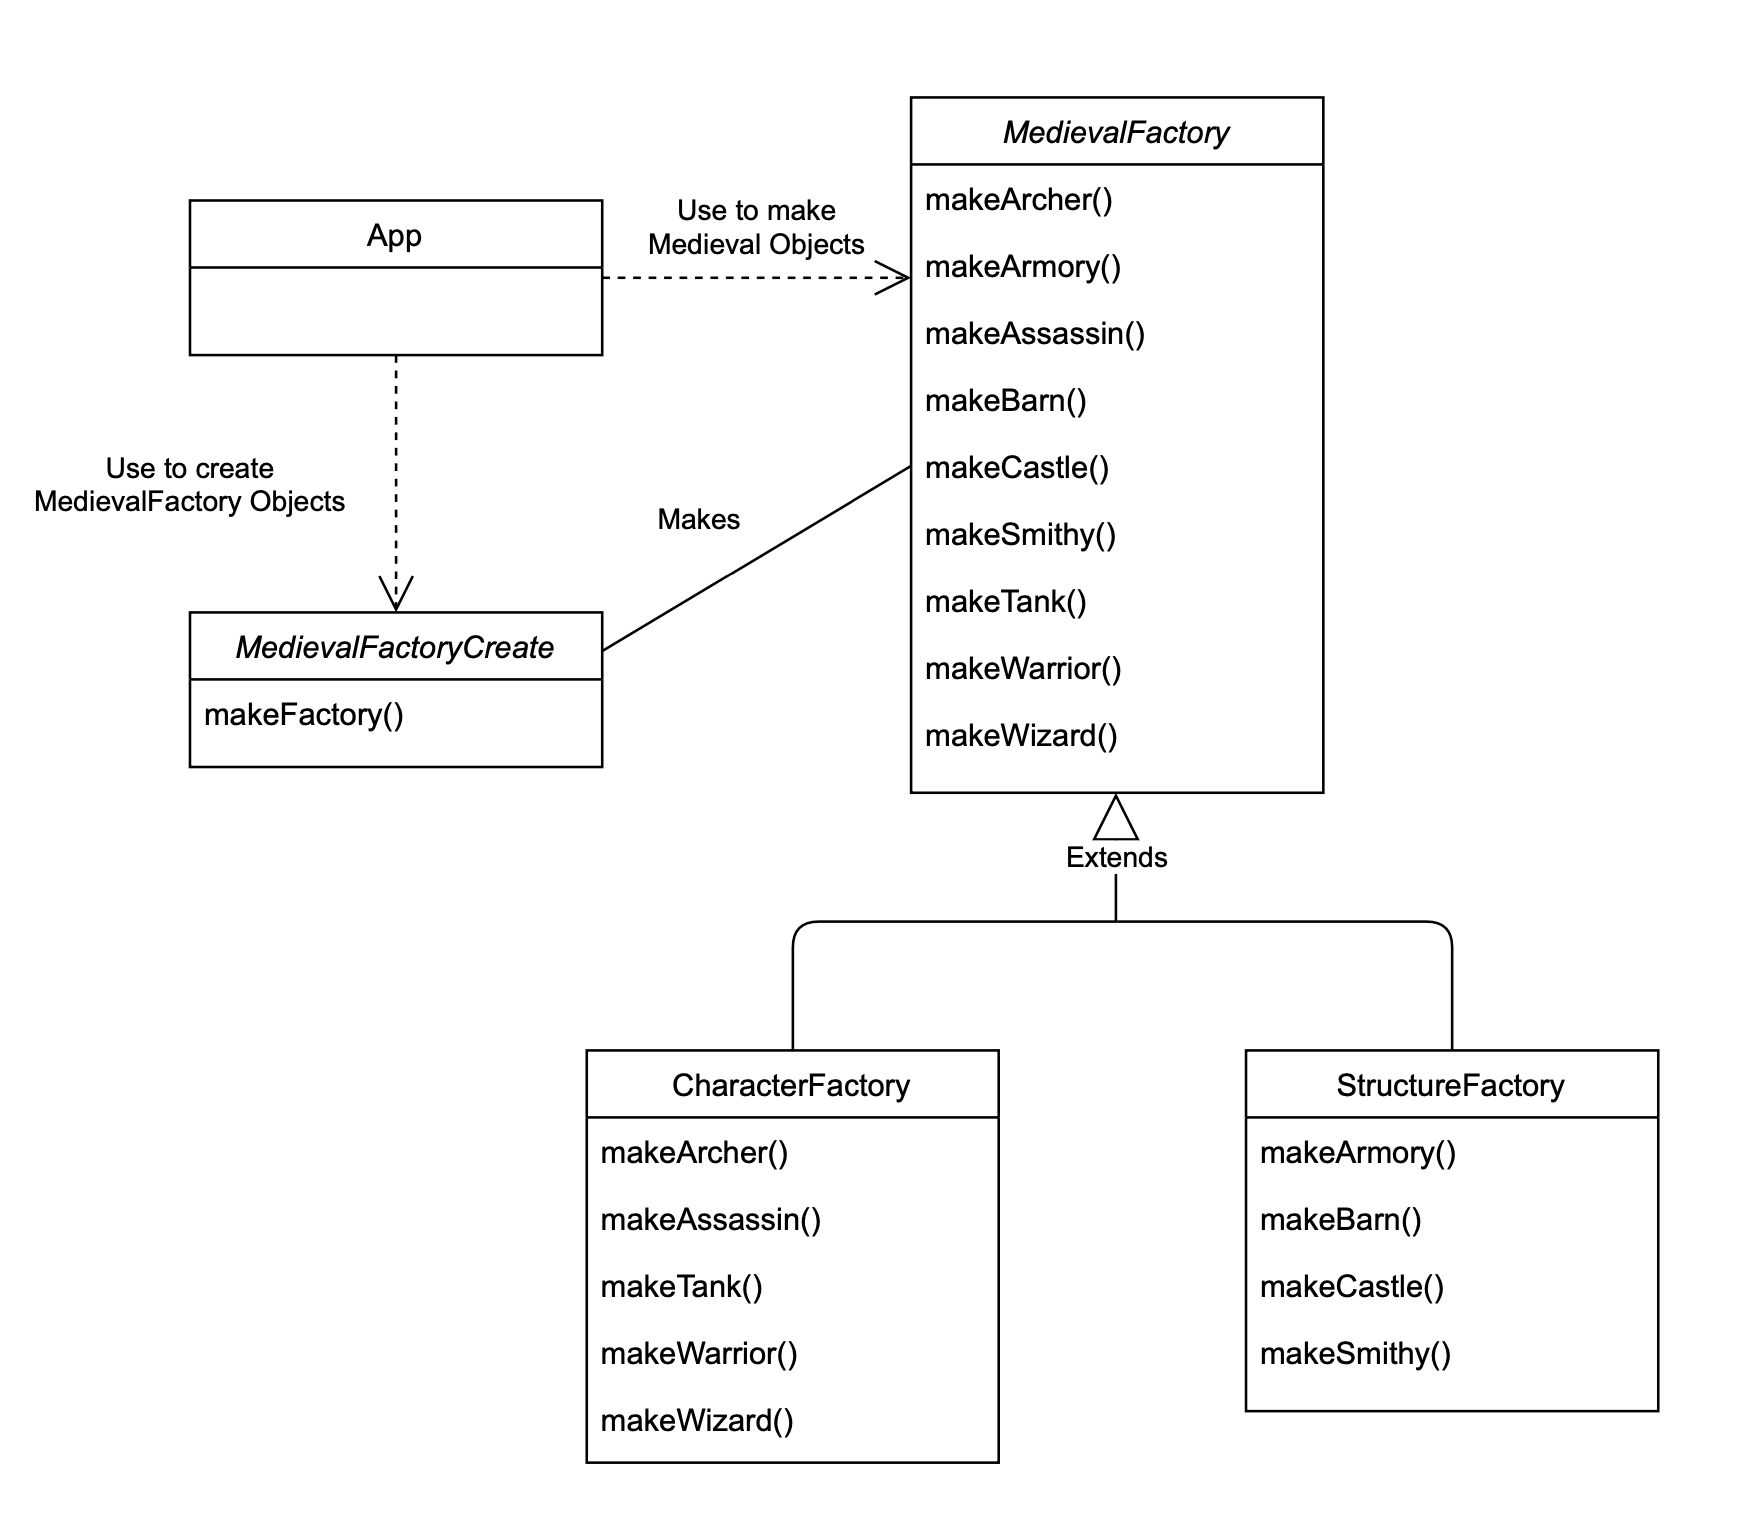 App
Use to make
Medieval Objects
MedievalFactory
makeArcher()
makeArmory()
makeAssassin()
makeBarn()
makeCastle()
makeSmithy()
makeTank()
makeWarrior()
makeWizard()
Use to create
MedievalFactory Objects
Makes
MedievalFactoryCreate
makeFactory()
Extends
CharacterFactory
makeArcher()
makeAssassin()
makeTank()
makeWarrior()
makeWizard()
StructureFactory
makeArmory()
makeBarn()
makeCastle()
makeSmithy()